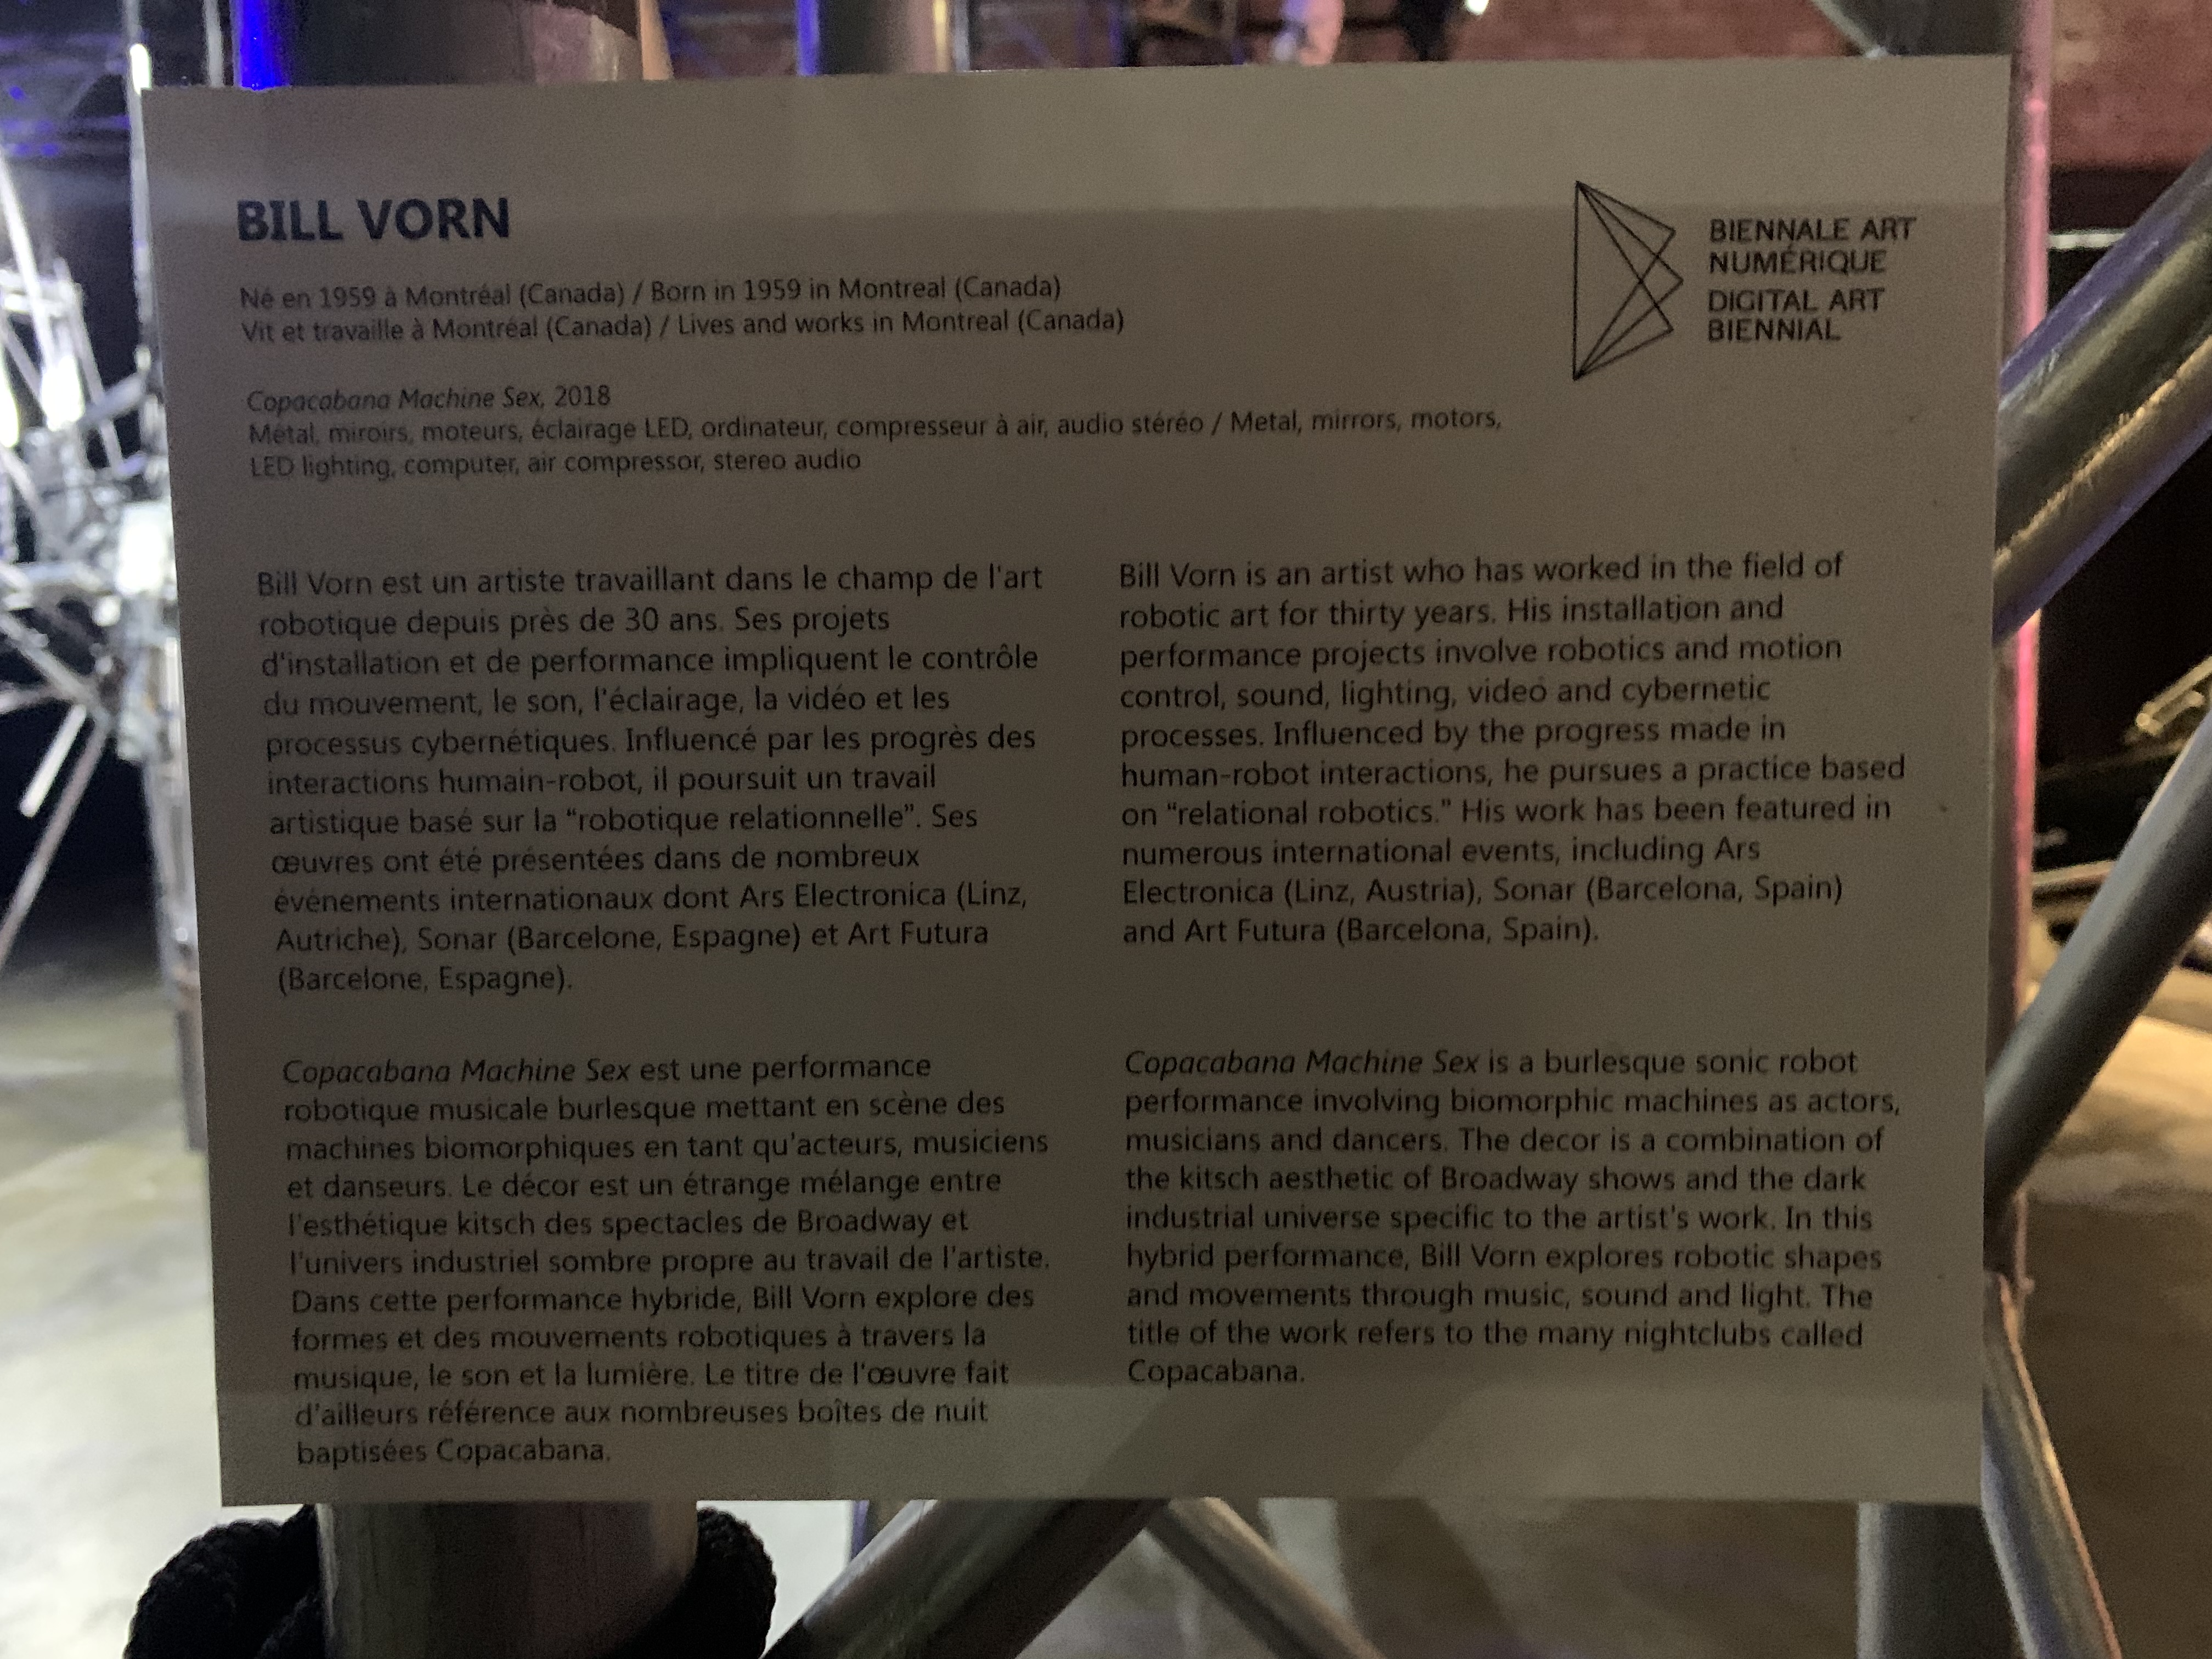 BILL VORN
Né en 1959 à Montréal (Canada) / Born in 1959 in Montreal (Canada)
Vit et travaille à Montréal (Canada) / Lives and works in Montreal (Canada)
BIENNALE ART
NUMÉRIQUE
DIGITAL ART
BIENNIAL
Copacabana Machine Sex, 2018
Métal, miroirs, moteurs, éclairage LED, ordinateur, compresseur à air, audio stéréo / Metal, mirrors, motors,
LED lighting, computer, air compressor, stereo audio
Bill Vorn est un artiste travaillant dans le champ de l'art
robotique depuis près de 30 ans. Ses projets
d'installation et de performance impliquent le contrôle
du mouvement, le son, l'éclairage, la vidéo et les
processus cybernétiques. Influencé par les progrès des
interactions humain-robot, il poursuit un travail
artistique basé sur la “robotique relationnelle”. Ses
œuvres ont été présentées dans de nombreux
événements internationaux dont Ars Electronica (Linz,
Autriche), Sonar (Barcelone, Espagne) et Art Futura
(Barcelone, Espagne).
Copacabana Machine Sex est une performance
robotique musicale burlesque mettant en scène des
machines biomorphiques en tant qu'acteurs, musiciens
et danseurs. Le décor est un étrange mélange entre
l'esthétique kitsch des spectacles de Broadway et
l'univers industriel sombre propre au travail de l'artiste.
Dans cette performance hybride, Bill Vorn explore des
formes et des mouvements robotiques à travers la
musique, le son et la lumière. Le titre de l'œuvre fait
d'ailleurs référence aux nombreuses boîtes de nuit
baptisées Copacabana.
Bill Vorn is an artist who has worked in the field of
robotic art for thirty years. His installation and
performance projects involve robotics and motion
control, sound, lighting, video and cybernetic
processes. Influenced by the progress made in
human-robot interactions, he pursues a practice based
on “relational robotics.” His work has been featured in
numerous international events, including Ars
Electronica (Linz, Austria), Sonar (Barcelona, Spain)
and Art Futura (Barcelona, Spain).
Copacabana Machine Sex is a burlesque sonic robot
performance involving biomorphic machines as actors,
musicians and dancers. The decor is a combination of
the kitsch aesthetic of Broadway shows and the dark
industrial universe specific to the artist's work. In this
hybrid performance, Bill Vorn explores robotic shapes
and movements through music, sound and light. The
title of the work refers to the many nightclubs called
Copacabana.